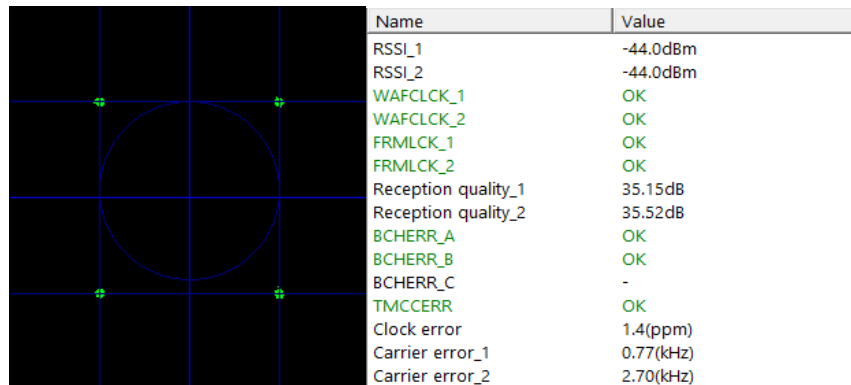 Name Value
RSSI_1 -44.0dBm
RSSI_2 -44.0dBm
WAFCLCK_1 OK
WAFCLCK_2 OK
FRMLCK_1 OK
FRMLCK_2 OK
Reception quality_1 35.15dB
Reception quality_2 35.52dB
BCHERR_A OK
BCHERR_B OK
BCHERR_C -
TMCCERR OK
Clock error 1.4(ppm)
Carrier error_1 0.77(kHz)
Carrier error_2 2.70(kHz)